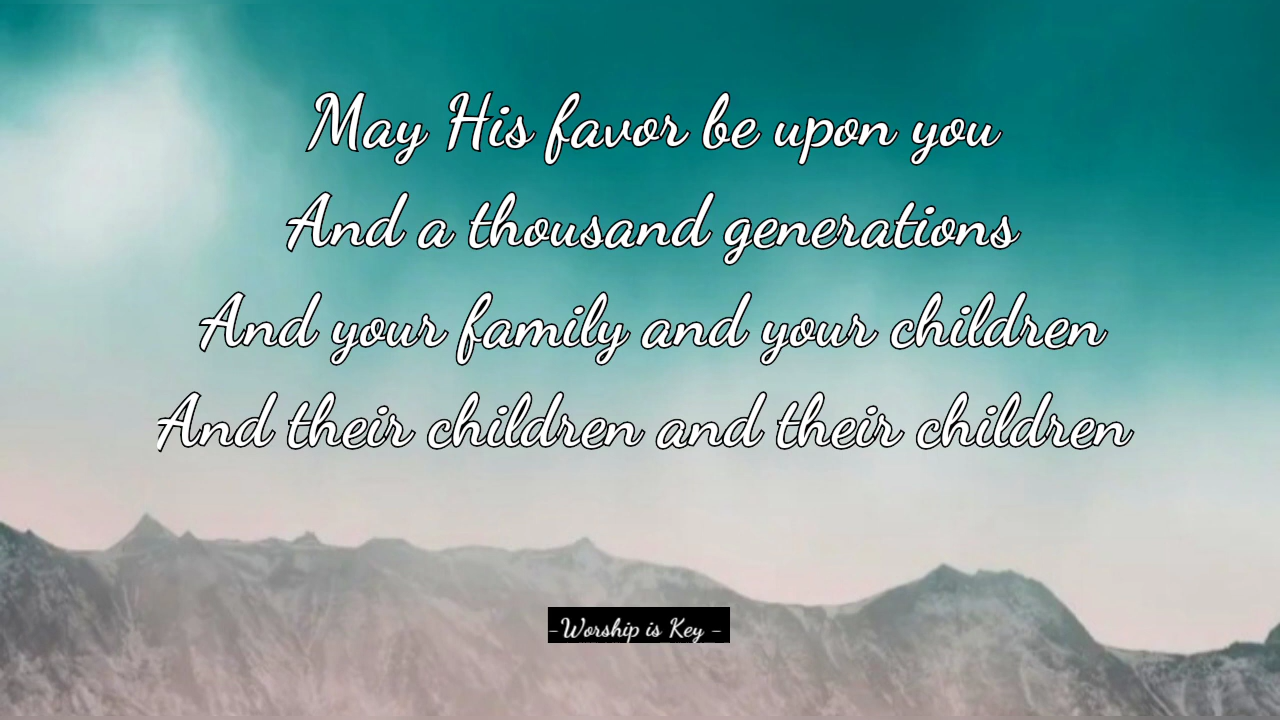 May His favor be upon you
And a thousand generations
And your family and your children
And their children and their children
-Worship is Key -